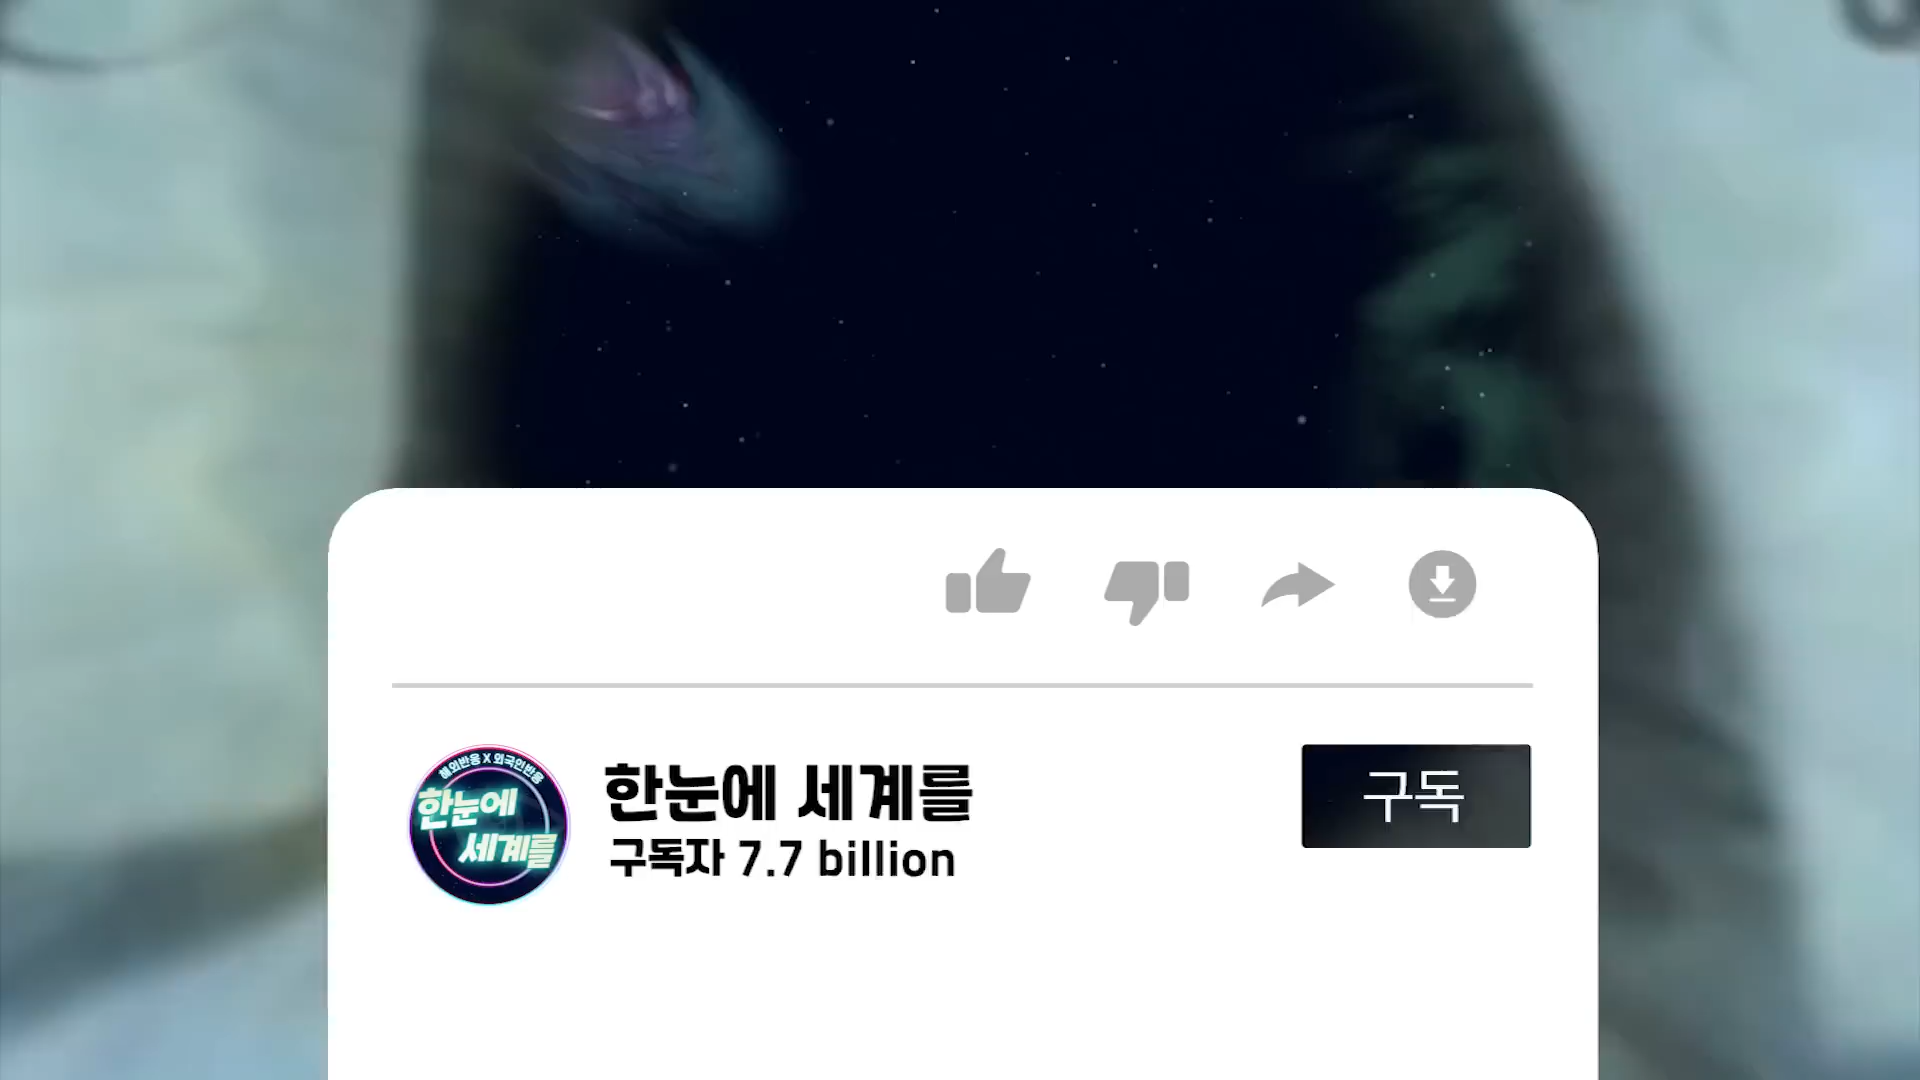 해외반응 X 외국인반응
한눈에
세계를
한눈에 세계를
구독자 7.7 billion
구독